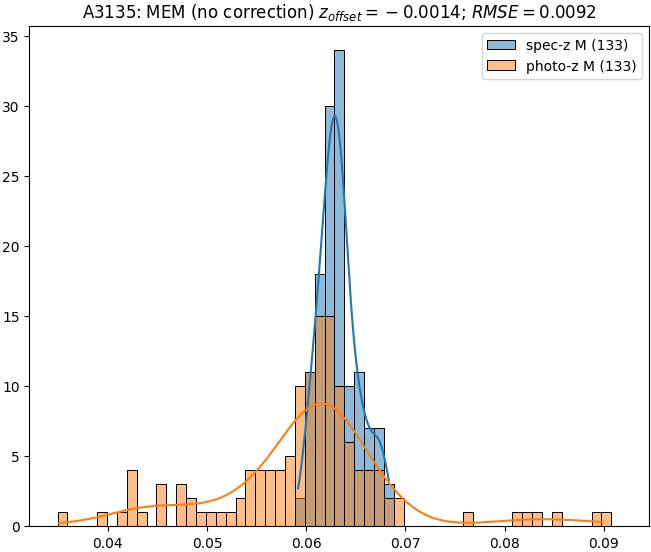 A3135: MEM (no correction) z_offset = − 0.0014; RMSE = 0.0092
spec-z M (133)
photo-z M (133)
35
30
25
20
15
10
5
0
0.04 0.05 0.06 0.07 0.08 0.09